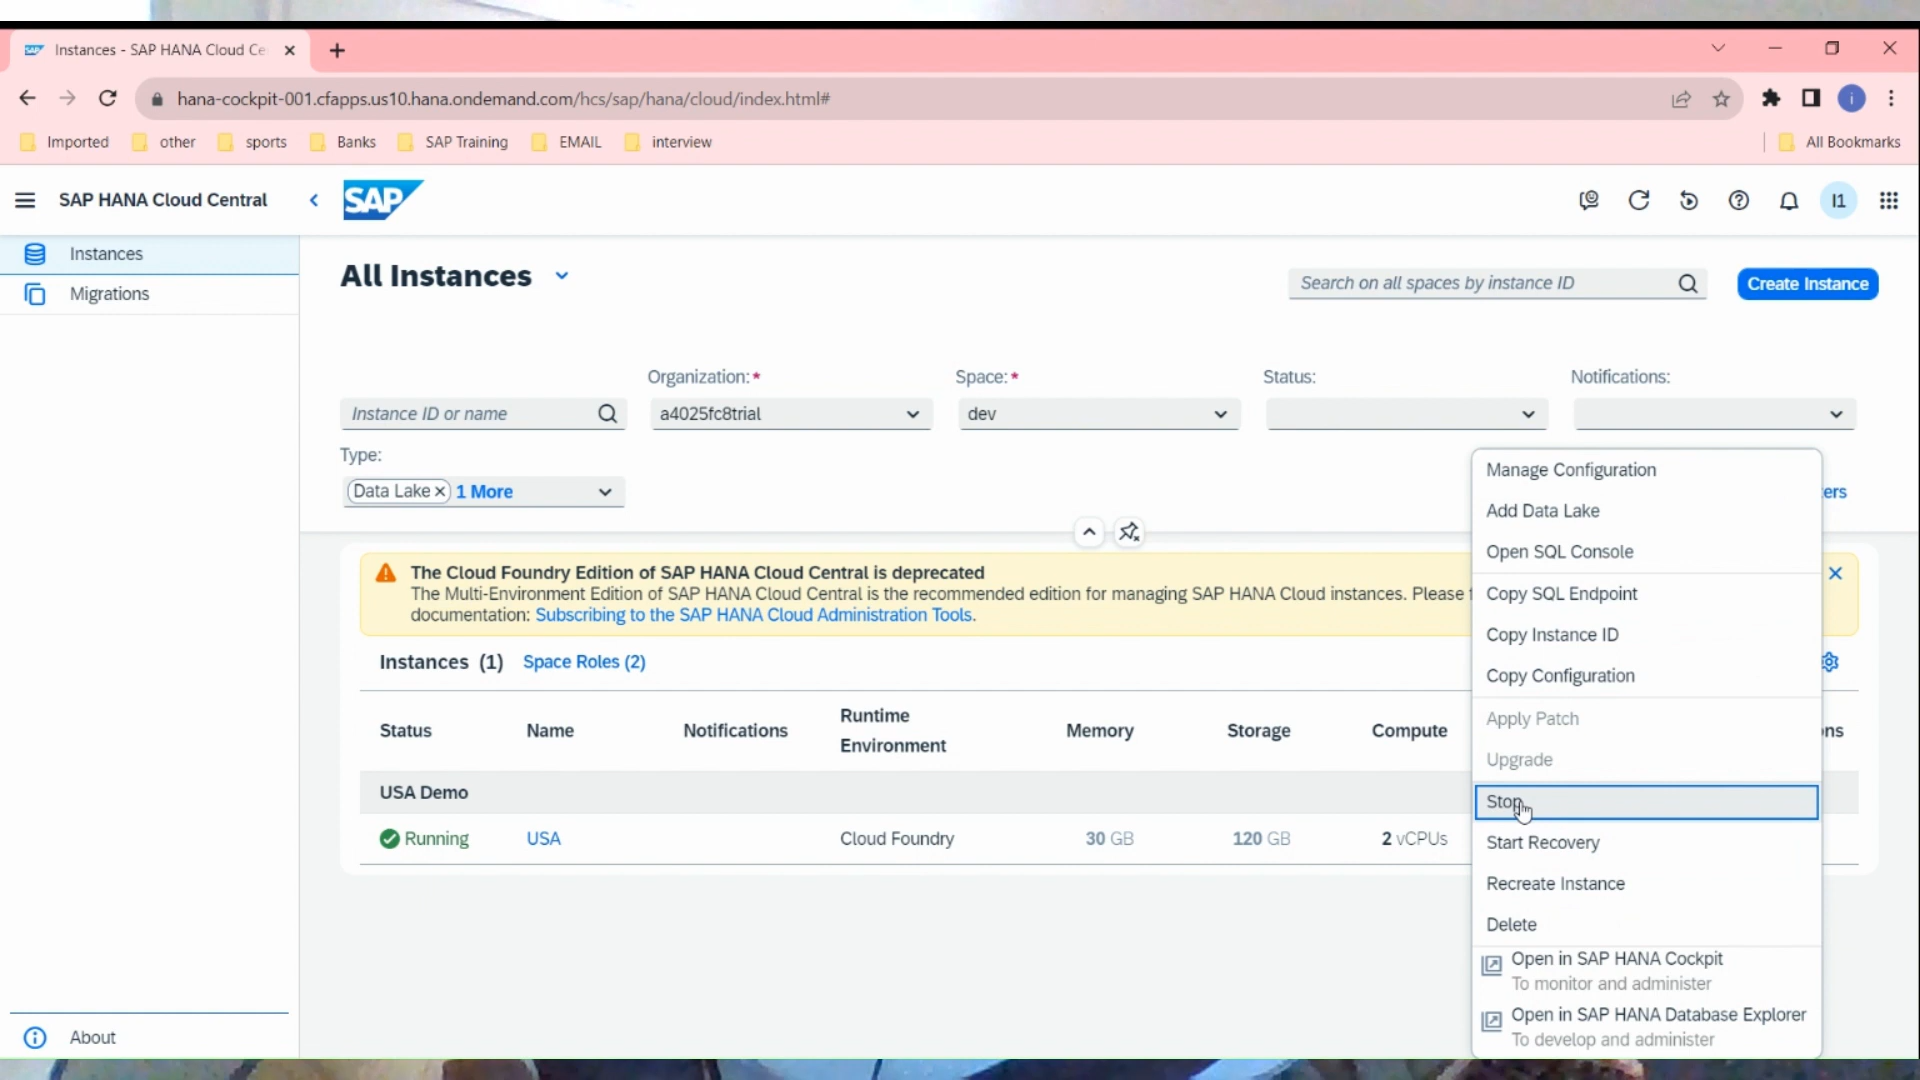 Instances - SAP HANA Cloud Ce
hana-cockpit-001.cfapps.us10.hana.ondemand.com/hcs/sap/hana/cloud/index.html#
Imported other sports Banks SAP Training EMAIL interview All Bookmarks
SAP HANA Cloud Central SAP I1
Instances
Migrations
All Instances
Search on all spaces by instance ID
Create Instance
Organization:* Space:* Status: Notifications:
Instance ID or name a4025fc8trial dev
Type:
Data Lake 1 More
ers
The Cloud Foundry Edition of SAP HANA Cloud Central is deprecated
The Multi-Environment Edition of SAP HANA Cloud Central is the recommended edition for managing SAP HANA Cloud instances. Please
documentation: Subscribing to the SAP HANA Cloud Administration Tools.
Instances (1) Space Roles (2)
Status Name Notifications Runtime Environment Memory Storage Compute ns
USA Demo
Running USA Cloud Foundry 30 GB 120 GB 2 vCPUs
Manage Configuration
Add Data Lake
Open SQL Console
Copy SQL Endpoint
Copy Instance ID
Copy Configuration
Apply Patch
Upgrade
Stop
Start Recovery
Recreate Instance
Delete
Open in SAP HANA Cockpit
To monitor and administer
Open in SAP HANA Database Explorer
To develop and administer
About